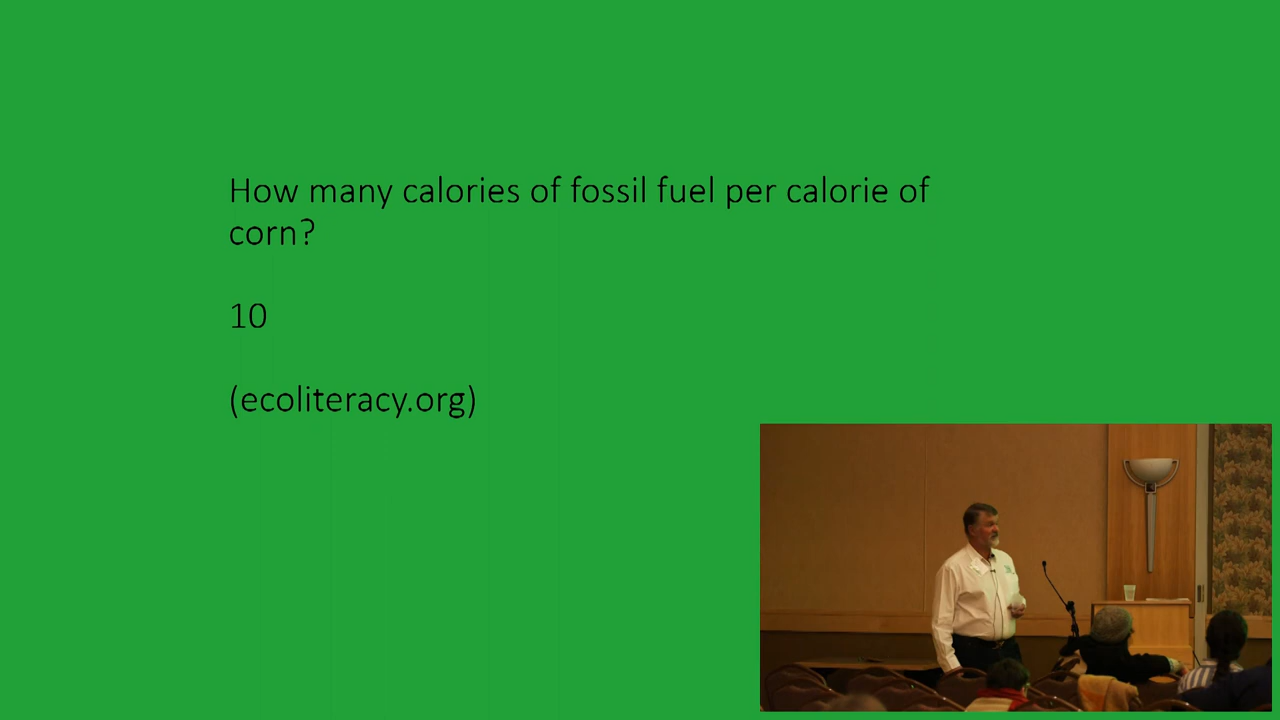 How many calories of fossil fuel per calorie of
corn?
10
(ecoliteracy.org)